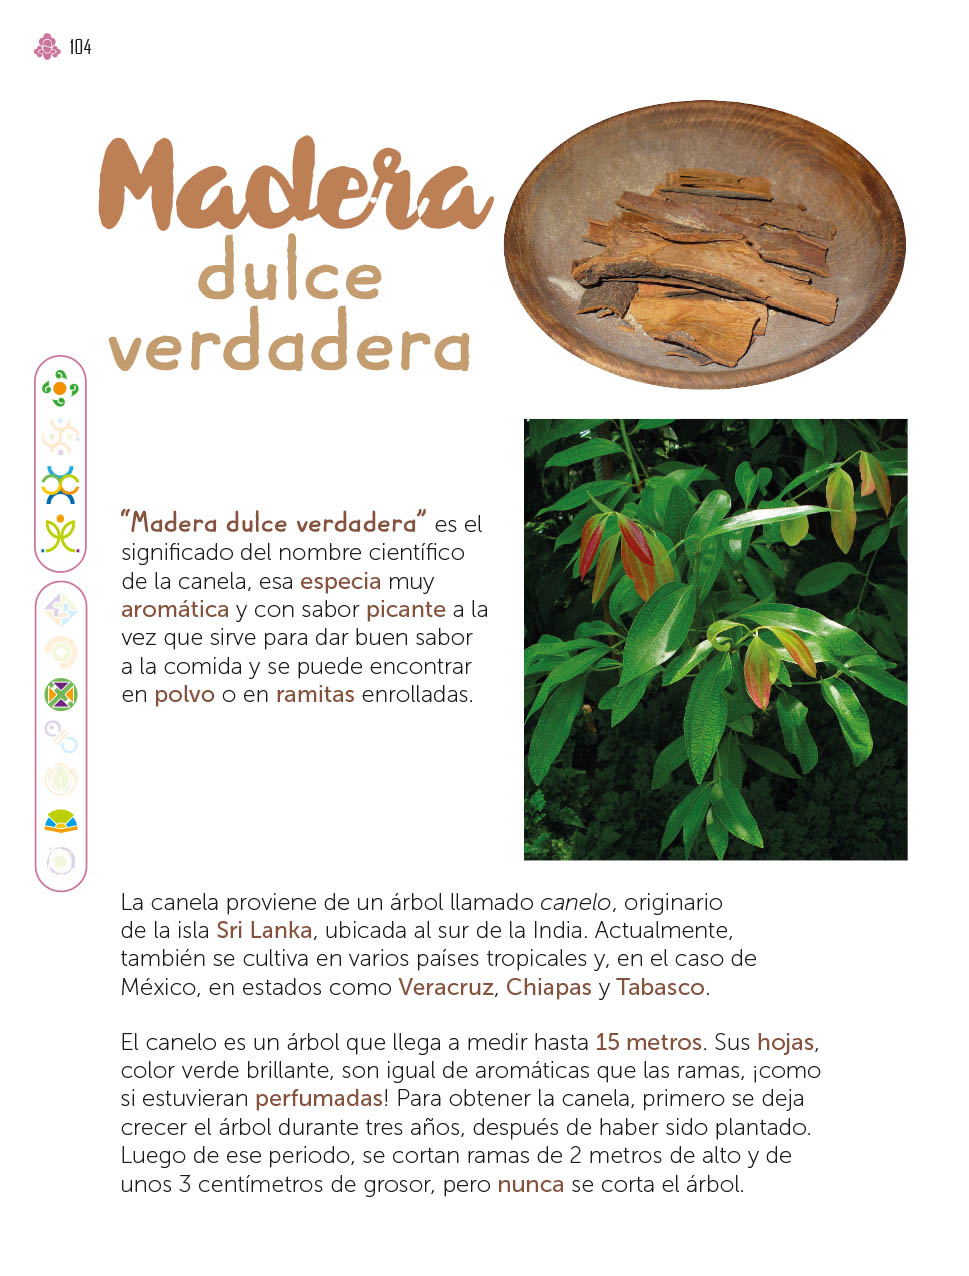 104
Madera
dulce
verdadera
“Madera dulce verdadera” es el
significado del nombre científico
de la canela, esa especia muy
aromática y con sabor picante a la
vez que sirve para dar buen sabor
a la comida y se puede encontrar
en polvo o en ramitas enrolladas.
La canela proviene de un árbol llamado canelo, originario
de la isla Sri Lanka, ubicada al sur de la India. Actualmente,
también se cultiva en varios países tropicales y, en el caso de
México, en estados como Veracruz, Chiapas y Tabasco.
El canelo es un árbol que llega a medir hasta 15 metros. Sus hojas,
color verde brillante, son igual de aromáticas que las ramas, ¡como
si estuvieran perfumadas! Para obtener la canela, primero se deja
crecer el árbol durante tres años, después de haber sido plantado.
Luego de ese periodo, se cortan ramas de 2 metros de alto y de
unos 3 centímetros de grosor, pero nunca se corta el árbol.